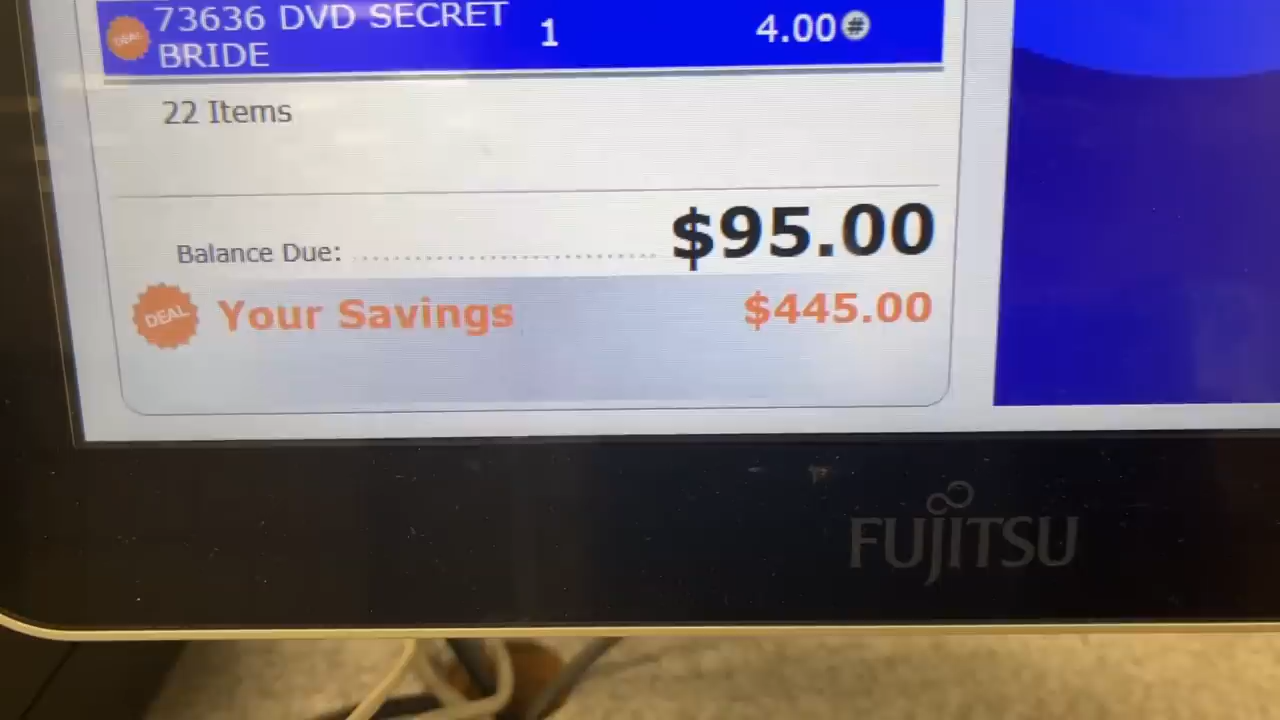 DEAL 73636 DVD SECRET 1 4.00 #
BRIDE
22 Items
Balance Due: $95.00
DEAL Your Savings $445.00
FUJITSU